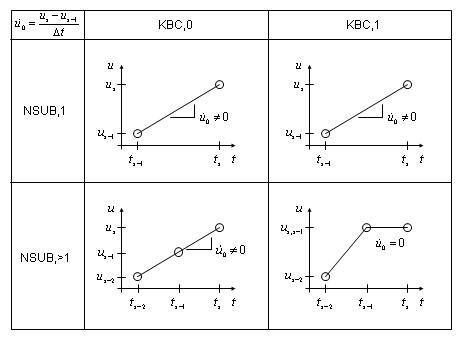 u̇₀ = (uₛ − uₛ₋₁) / Δt
KBC,0
KBC,1
NSUB,1
u
uₛ
uₛ₋₁
u̇₀ ≠ 0
tₛ₋₁
tₛ
t
u
uₛ
uₛ₋₁
u̇₀ ≠ 0
tₛ₋₁
tₛ
t
NSUB,>1
u
uₛ
uₛ₋₁
uₛ₋₂
u̇₀ ≠ 0
tₛ₋₂
tₛ₋₁
tₛ
t
u
uₛ,ₛ₋₁
uₛ₋₂
u̇₀ = 0
tₛ₋₂
tₛ₋₁
tₛ
t